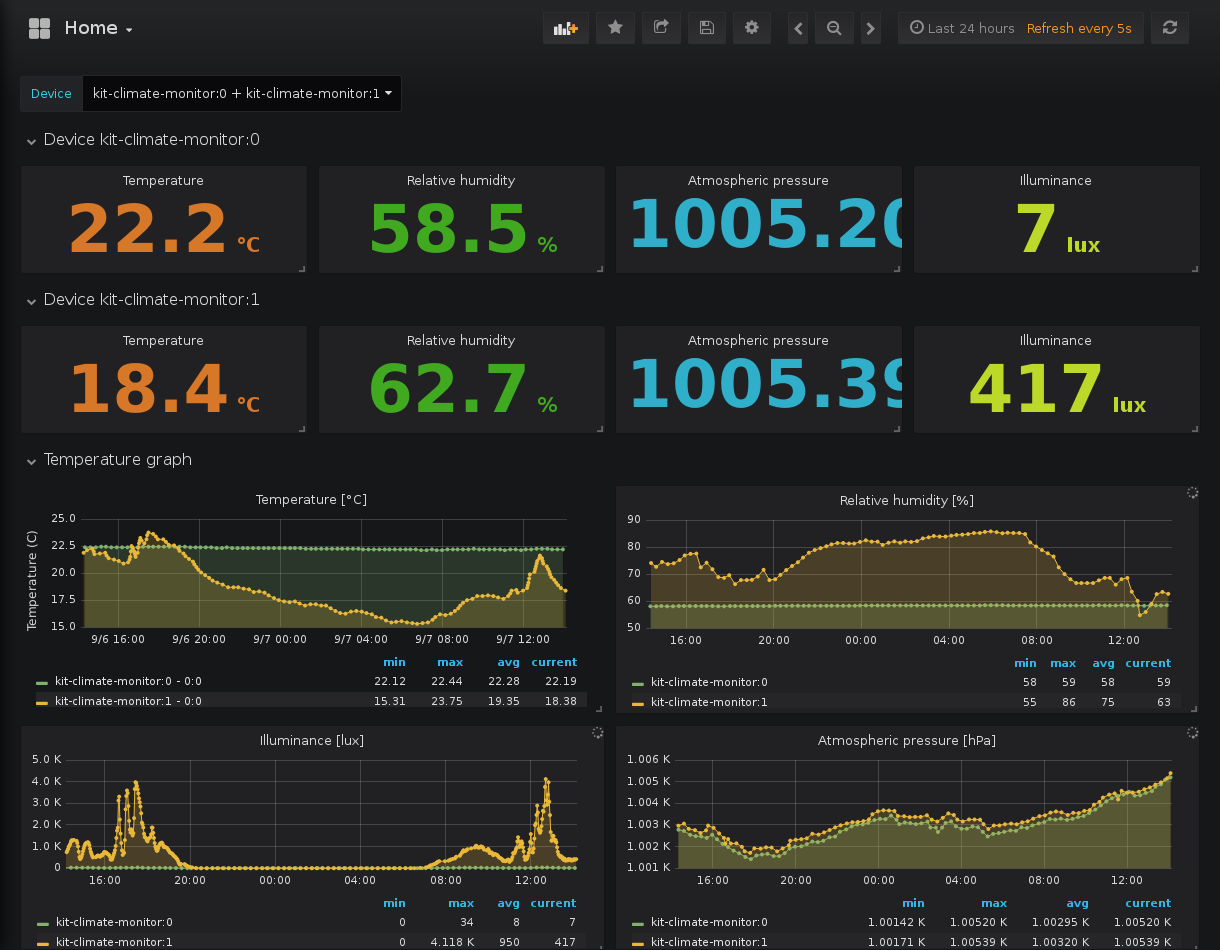 Home
Last 24 hours Refresh every 5s
Device kit-climate-monitor:0 + kit-climate-monitor:1
Device kit-climate-monitor:0
Temperature Relative humidity Atmospheric pressure Illuminance
22.2 °C 58.5 % 1005.20 7 lux
Device kit-climate-monitor:1
Temperature Relative humidity Atmospheric pressure Illuminance
18.4 °C 62.7 % 1005.39 417 lux
Temperature graph
Temperature [°C]
Temperature (C)
25.0
22.5
20.0
17.5
15.0
9/6 16:00 9/6 20:00 9/7 00:00 9/7 04:00 9/7 08:00 9/7 12:00
min max avg current
kit-climate-monitor:0 - 0:0 22.12 22.44 22.28 22.19
kit-climate-monitor:1 - 0:0 15.31 23.75 19.35 18.38
Relative humidity [%]
90
80
70
60
50
16:00 20:00 00:00 04:00 08:00 12:00
min max avg current
kit-climate-monitor:0 58 59 58 59
kit-climate-monitor:1 55 86 75 63
Illuminance [lux]
5.0 K
4.0 K
3.0 K
2.0 K
1.0 K
0
16:00 20:00 00:00 04:00 08:00 12:00
min max avg current
kit-climate-monitor:0 0 34 8 7
kit-climate-monitor:1 0 4.118 K 950 417
Atmospheric pressure [hPa]
1.006 K
1.005 K
1.004 K
1.003 K
1.002 K
1.001 K
16:00 20:00 00:00 04:00 08:00 12:00
min max avg current
kit-climate-monitor:0 1.00142 K 1.00520 K 1.00295 K 1.00520 K
kit-climate-monitor:1 1.00171 K 1.00539 K 1.00320 K 1.00539 K